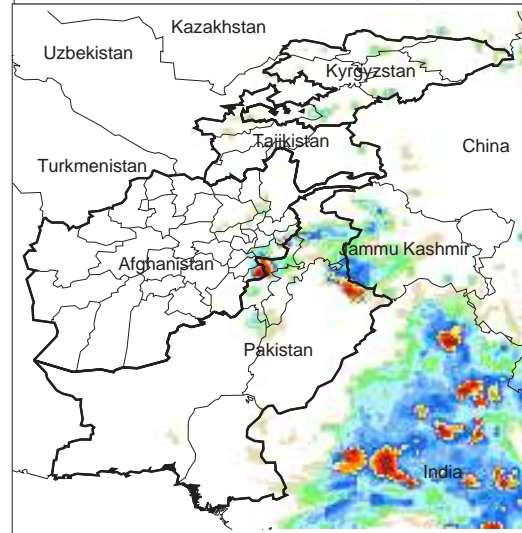 Kazakhstan
Uzbekistan
Kyrgyzstan
Tajikistan
China
Turkmenistan
Jammu Kashmir
Afghanistan
Pakistan
India